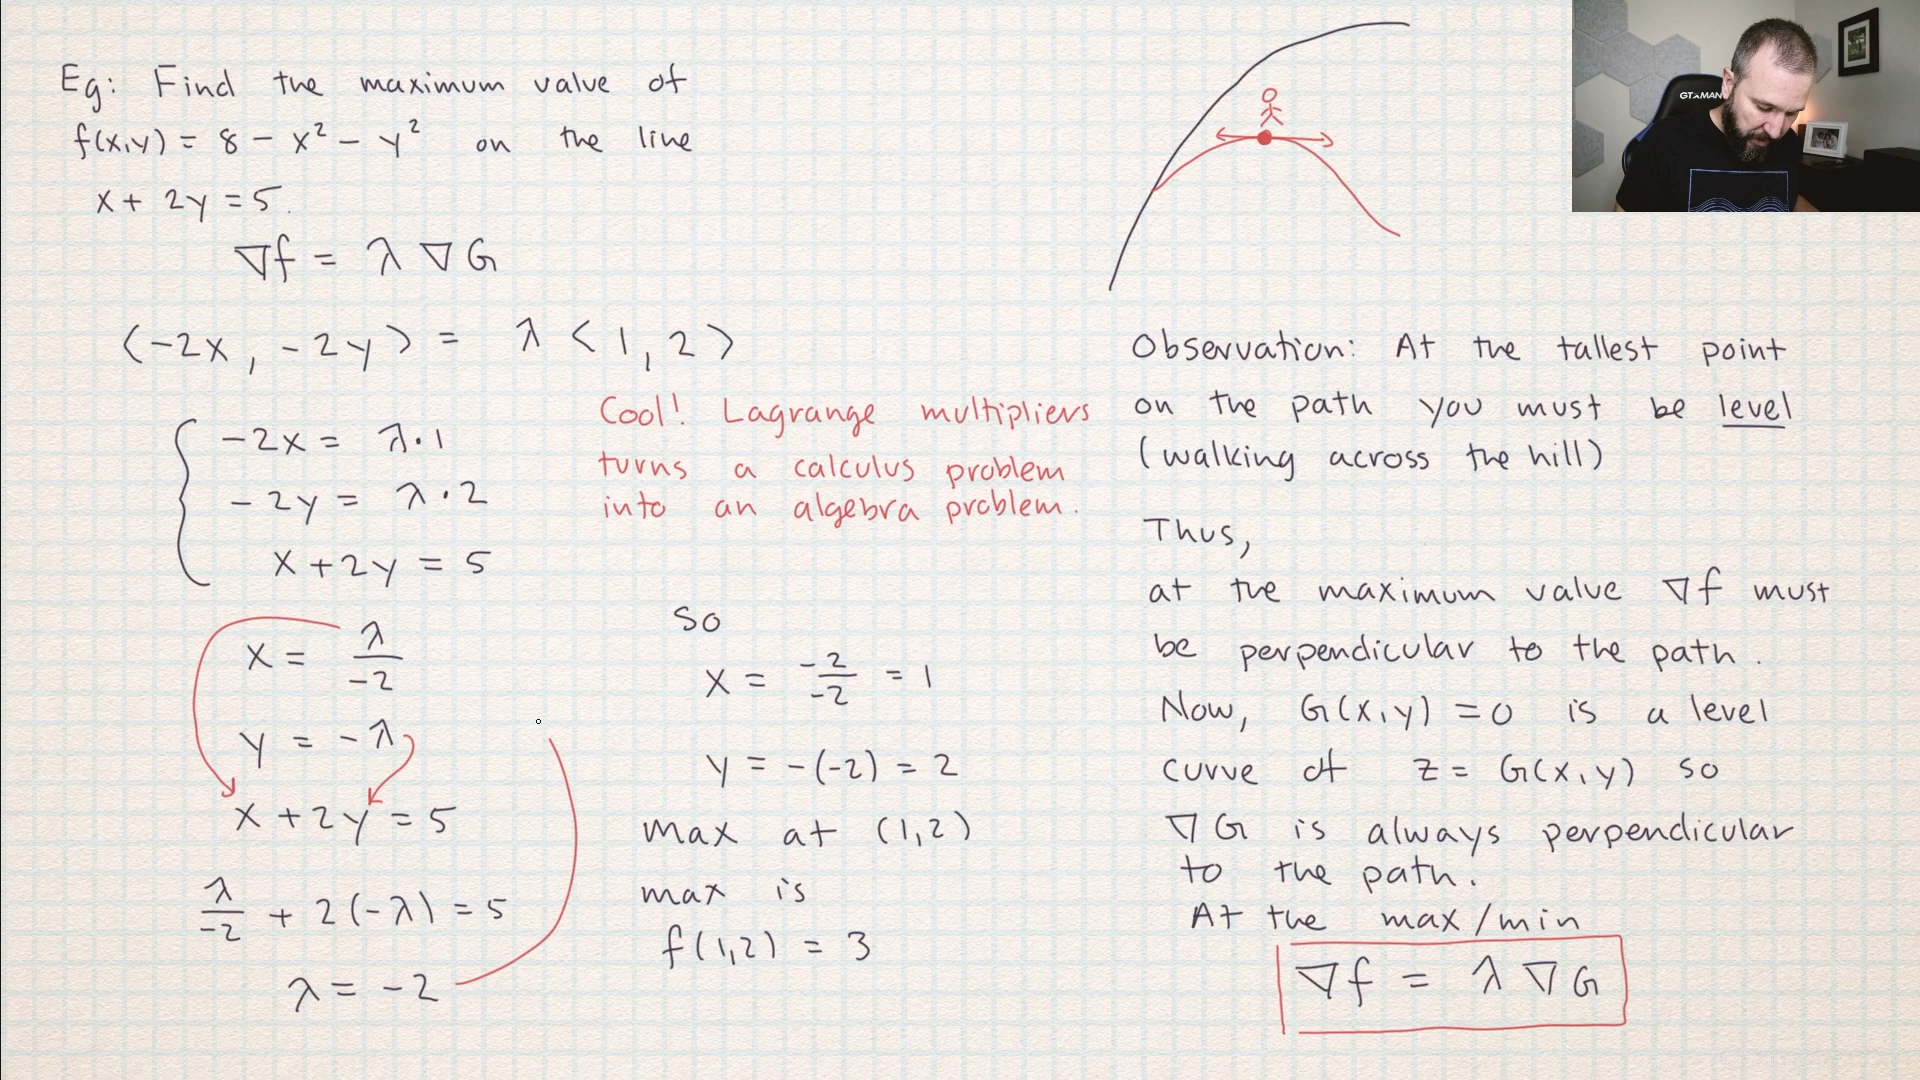 Eg: Find the maximum value of
f(x,y) = 8 - x² - y² on the line
x + 2y = 5.
∇f = λ ∇G
⟨-2x, -2y⟩ = λ ⟨1, 2⟩
-2x = λ·1
-2y = λ·2
x + 2y = 5
x = λ/-2
y = -λ
x + 2y = 5
λ/-2 + 2(-λ) = 5
λ = -2
Cool! Lagrange multipliers
turns a calculus problem
into an algebra problem.
So
x = -2/-2 = 1
y = -(-2) = 2
max at (1,2)
max is
f(1,2) = 3
GTXMAN
Observation: At the tallest point
on the path you must be level
(walking across the hill)
Thus,
at the maximum value ∇f must
be perpendicular to the path.
Now, G(x,y) = 0 is a level
curve of z = G(x,y) so
∇G is always perpendicular
to the path.
At the max/min
∇f = λ ∇G